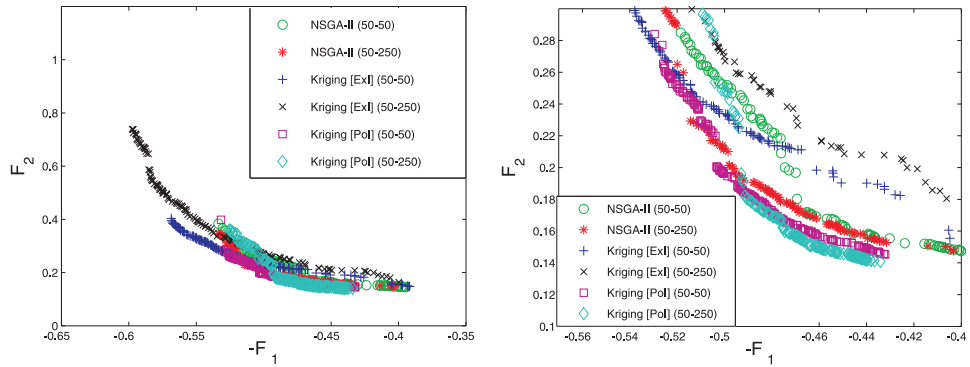 1
0.8
0.6
0.4
0.2
0
F2
-0.65
-0.6
-0.55
-0.5
-0.45
-0.4
-0.35
-F1
NSGA-II (50-50)
NSGA-II (50-250)
Kriging [ExI] (50-50)
Kriging [ExI] (50-250)
Kriging [PoI] (50-50)
Kriging [PoI] (50-250)
0.28
0.26
0.24
0.22
0.2
0.18
0.16
0.14
0.12
0.1
F2
-0.56
-0.54
-0.52
-0.5
-0.48
-0.46
-0.44
-0.42
-0.4
-F1
NSGA-II (50-50)
NSGA-II (50-250)
Kriging [ExI] (50-50)
Kriging [ExI] (50-250)
Kriging [PoI] (50-50)
Kriging [PoI] (50-250)